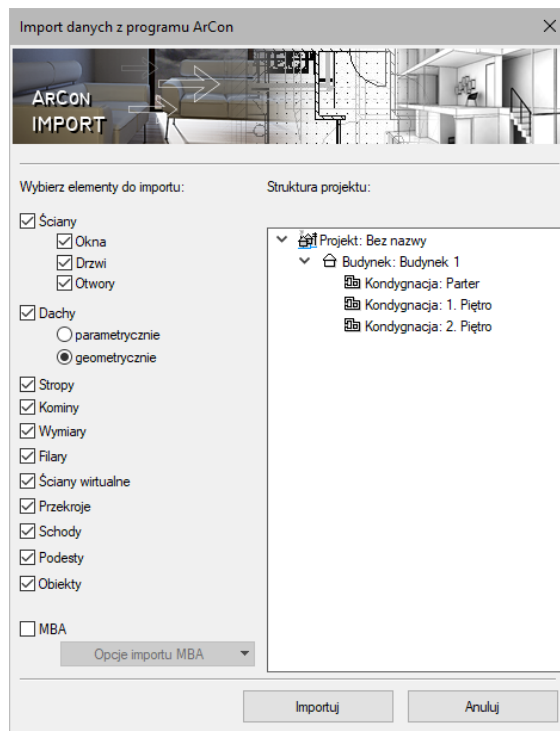 Import danych z programu ArCon
ARCON
IMPORT
Wybierz elementy do importu:
Struktura projektu:
Ściany
Okna
Drzwi
Otwory
Dachy
parametrycznie
geometrycznie
Stropy
Kominy
Wymiary
Filary
Ściany wirtualne
Przekroje
Schody
Podesty
Obiekty
MBA
Opcje importu MBA
Projekt: Bez nazwy
Budynek: Budynek 1
Kondygnacja: Parter
Kondygnacja: 1. Piętro
Kondygnacja: 2. Piętro
Importuj
Anuluj